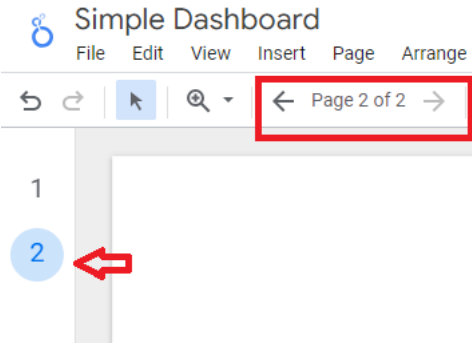 Simple Dashboard
File Edit View Insert Page Arrange
Page 2 of 2
1
2